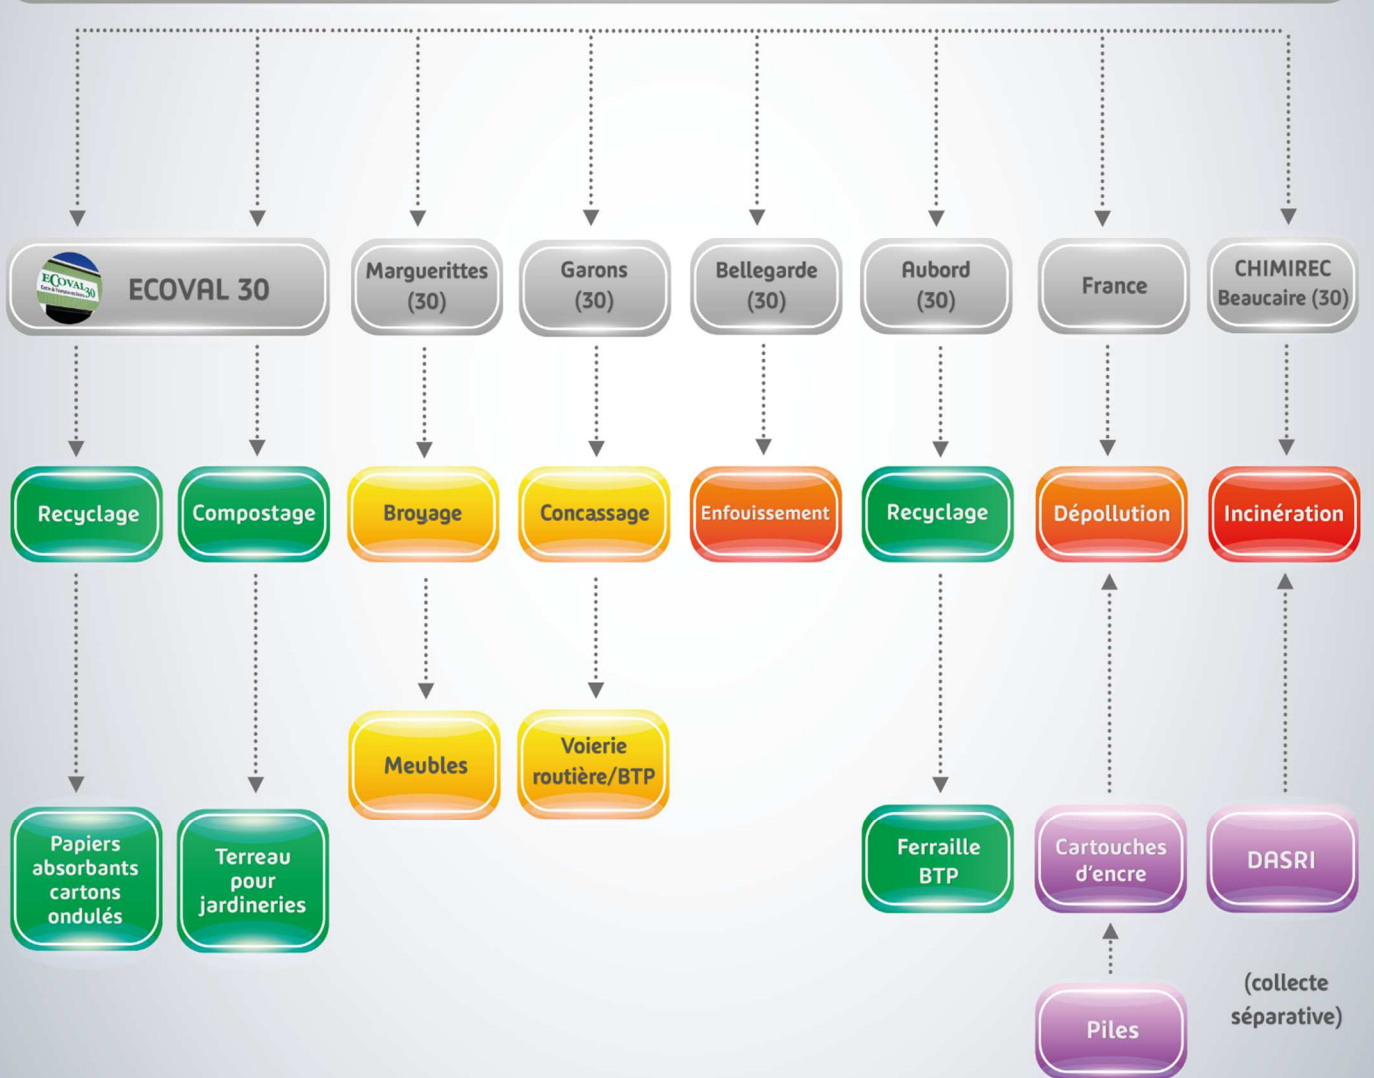 ECOVAL 30
ECOVAL 30
Marguerittes
(30)
Garons
(30)
Bellegarde
(30)
Aubord
(30)
France
CHIMIREC
Beaucaire (30)
Recyclage
Compostage
Broyage
Concassage
Enfouissement
Recyclage
Dépollution
Incinération
Meubles
Voierie
routière/BTP
Papiers
absorbants
cartons
ondulés
Terreau
pour
jardineries
Ferraille
BTP
Cartouches
d'encre
DASRI
Piles
(collecte
séparative)